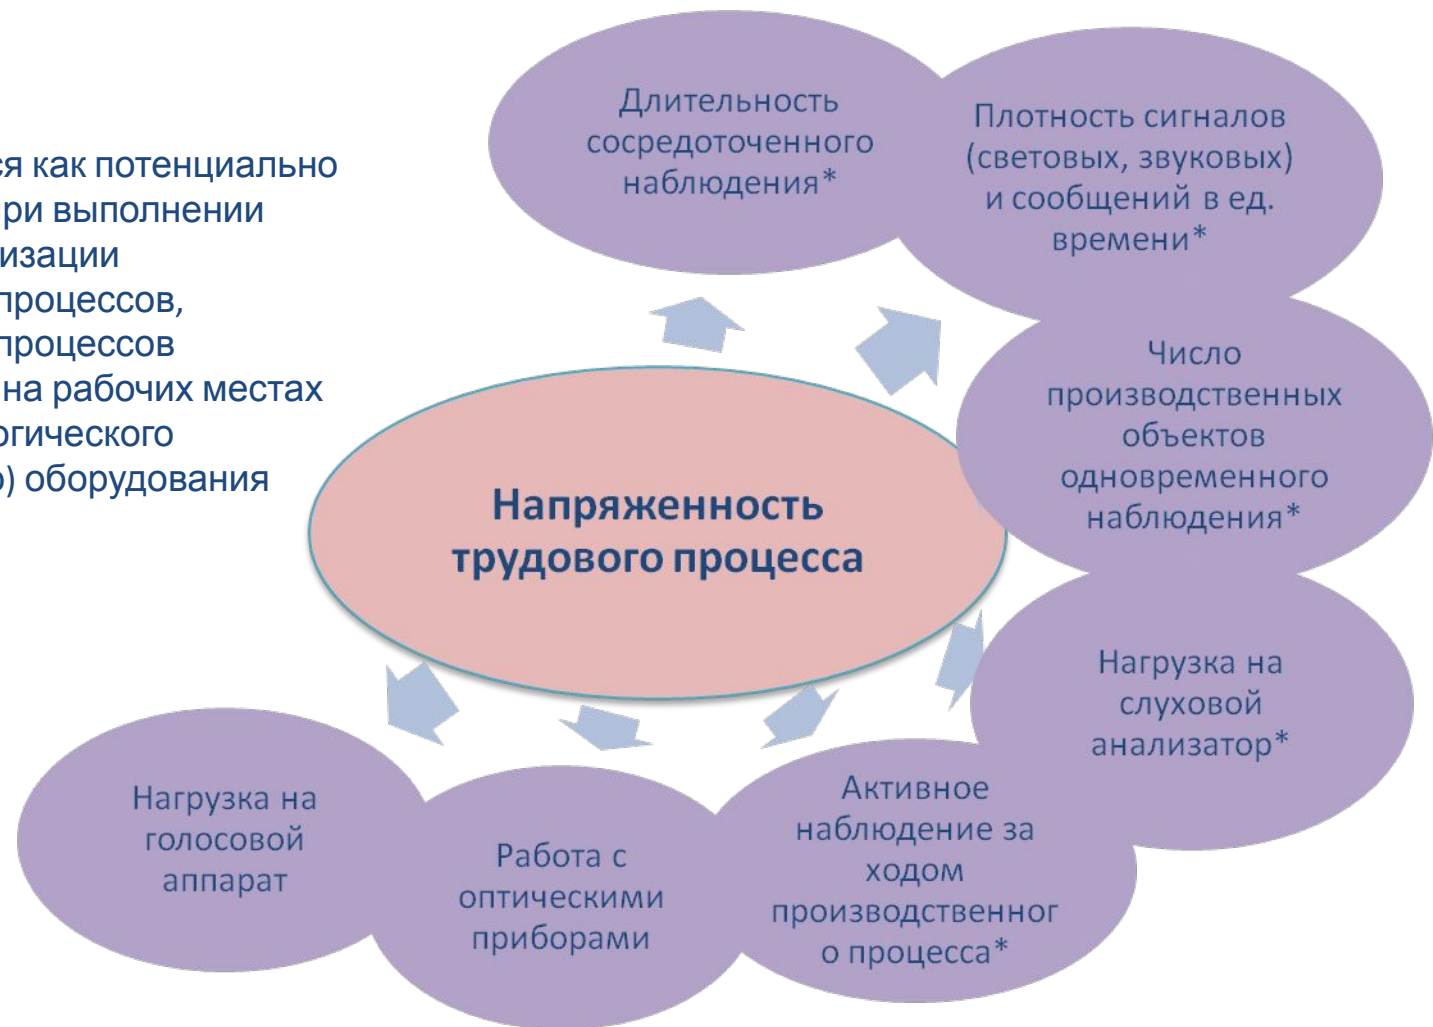 ся как потенциально
при выполнении
изации
процессов,
процессов
на рабочих местах
огического
о) оборудования
Длительность
сосредоточенного
наблюдения*
Плотность сигналов
(световых, звуковых)
и сообщений в ед.
времени*
Число
производственных
объектов
одновременного
наблюдения*
Напряженность
трудового процесса
Нагрузка на
слуховой
анализатор*
Активное
наблюдение за
ходом
производственног
о процесса*
Работа с
оптическими
приборами
Нагрузка на
голосовой
аппарат